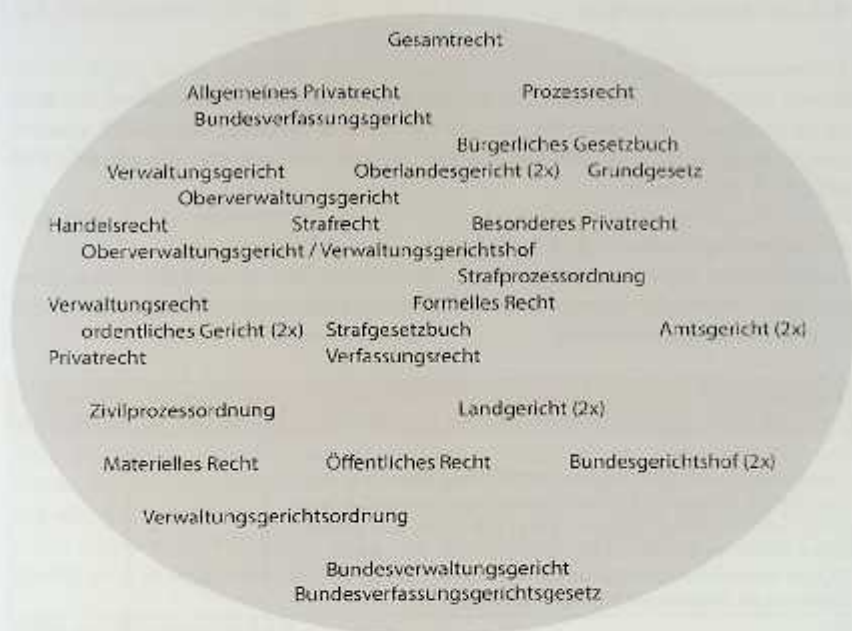 Gesamtrecht
Allgemeines Privatrecht Prozessrecht
Bundesverfassungsgericht
Bürgerliches Gesetzbuch
Verwaltungsgericht Oberlandesgericht (2x) Grundgesetz
Oberverwaltungsgericht
Handelsrecht Strafrecht Besonderes Privatrecht
Oberverwaltungsgericht / Verwaltungsgerichtshof
Strafprozessordnung
Verwaltungsrecht Formelles Recht
ordentliches Gericht (2x) Strafgesetzbuch Amtsgericht (2x)
Privatrecht Verfassungsrecht
Zivilprozessordnung Landgericht (2x)
Materielles Recht Öffentliches Recht Bundesgerichtshof (2x)
Verwaltungsgerichtsordnung
Bundesverwaltungsgericht
Bundesverfassungsgerichtsgesetz